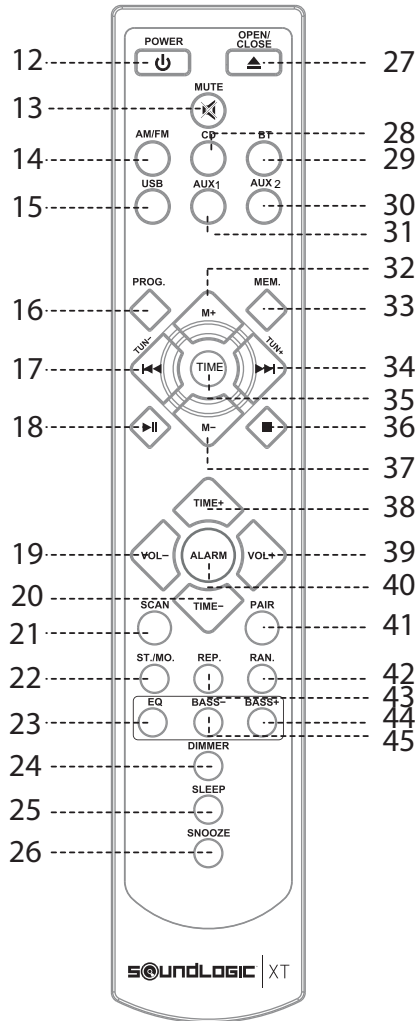 POWER
OPEN/
CLOSE
12
27
MUTE
13
28
AM/FM
CD
BT
14
29
USB
AUX1
AUX 2
15
30
31
32
PROG.
M+
MEM.
33
16
TUN−
TUN+
17
TIME
34
35
18
36
M−
37
TIME+
38
19
VOL−
ALARM
VOL+
39
40
20
TIME−
SCAN
PAIR
21
41
ST./MO.
REP.
RAN.
22
42
43
EQ
BASS−
BASS+
23
44
45
DIMMER
24
SLEEP
25
SNOOZE
26
SOUNDLOGIC XT